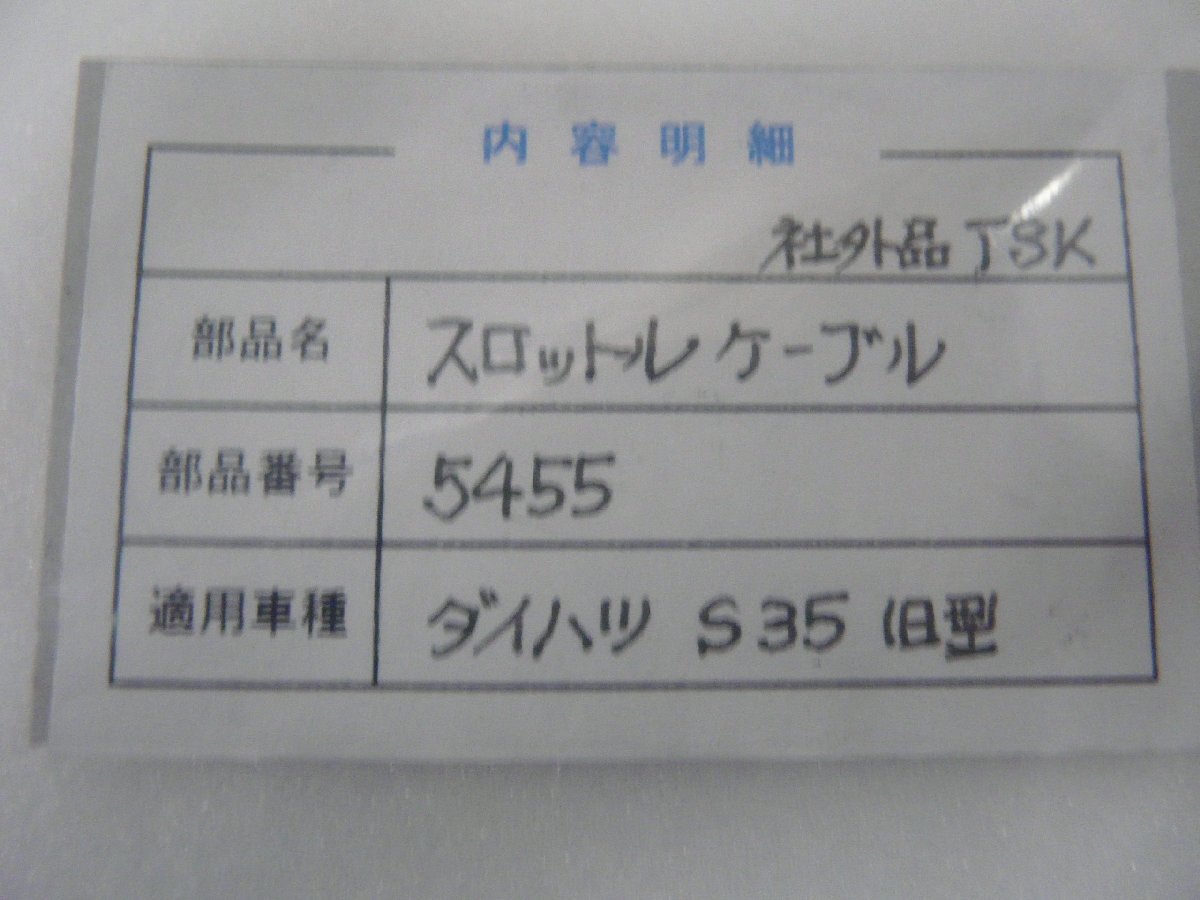 内容明細
社外品 TSK
部品名 スロットルケーブル
部品番号 5455
適用車種 ダイハツ S35 旧型